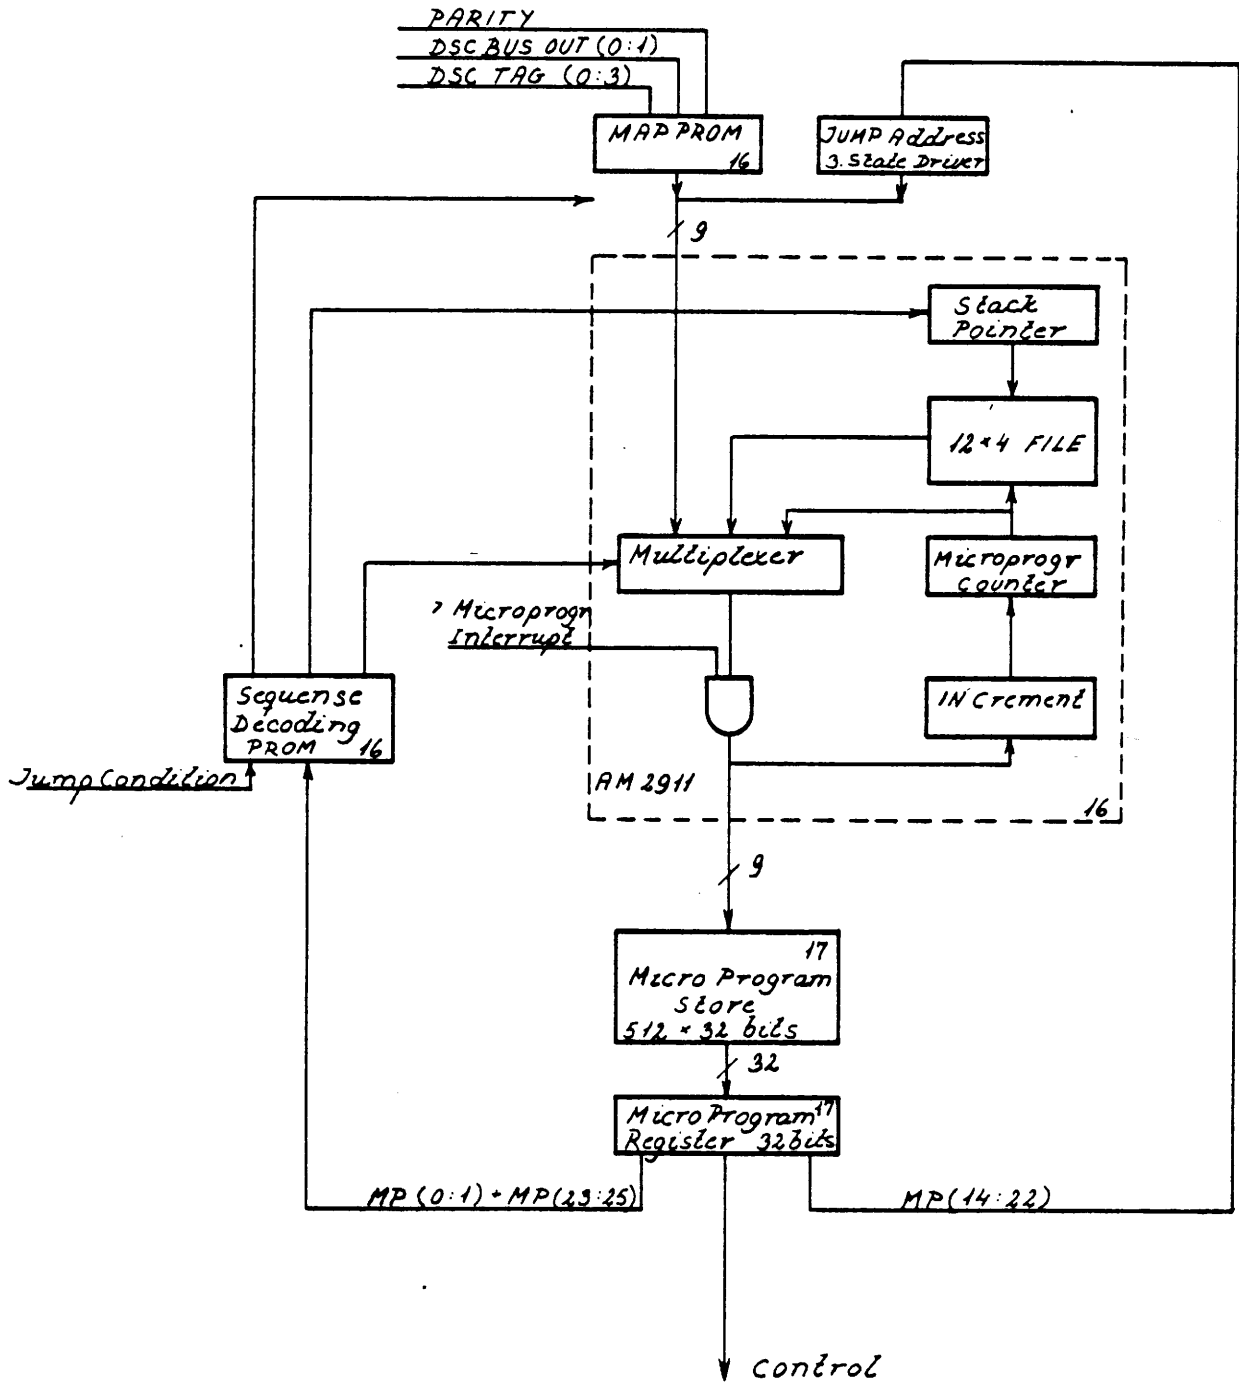 PARITY
DSC BUS OUT (0:1)
DSC TAG (0:3)
MAP PROM
16
JUMP Address
3. State Driver
9
Stack
Pointer
12 × 4 FILE
Multiplexer
Microprogr
Counter
Microprogr
Interrupt
Sequense
Decoding
PROM 16
INCrement
Jump Condition
AM 2911
16
9
17
Micro Program
Store
512 × 32 bits
32
Micro Program 17
Register 32 bits
MP (0:1) + MP (23:25)
MP (14:22)
Control